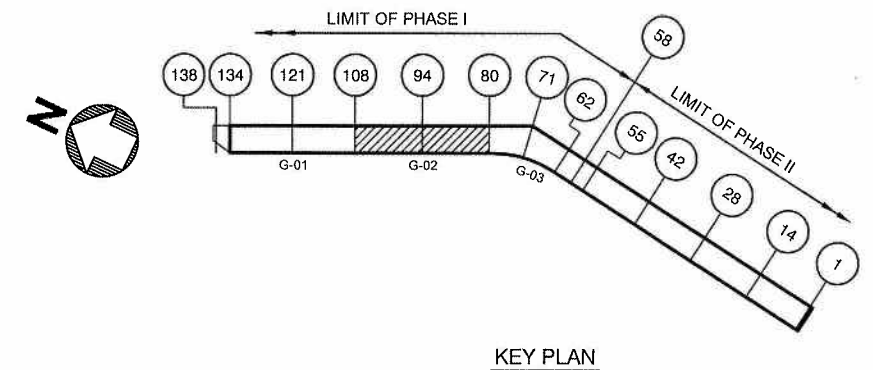 LIMIT OF PHASE I
58
138 134 121 108 94 80 71
62
LIMIT OF PHASE II
N
55
42
G-01 G-02 G-03
28
14
1
KEY PLAN